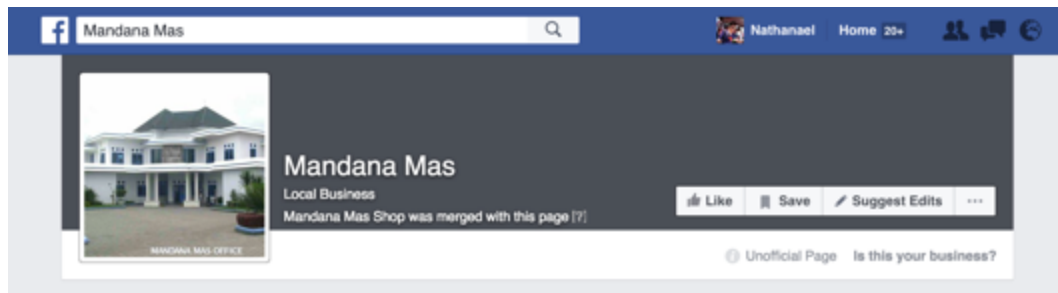 Mandana Mas
Nathanael
Home 20+
Mandana Mas
Local Business
Mandana Mas Shop was merged with this page [?]
Like
Save
Suggest Edits
...
MANDANA MAS OFFICE
Unofficial Page
Is this your business?